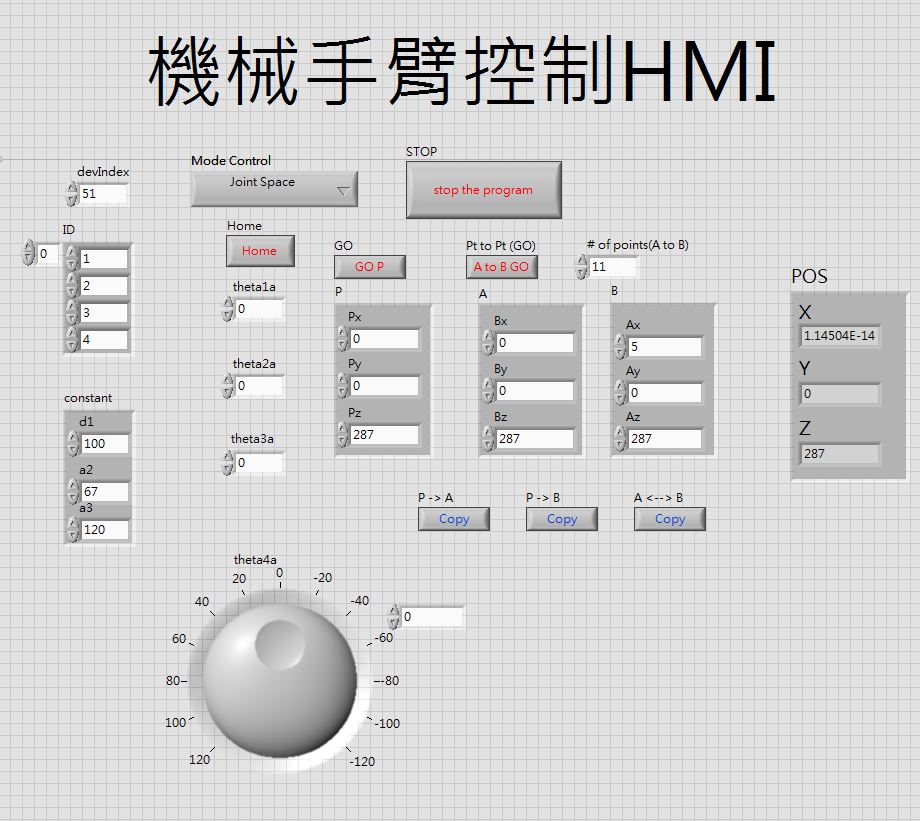 機械手臂控制HMI
devIndex
51
Mode Control
Joint Space
STOP
stop the program
ID
0
1
2
3
4
Home
Home
theta1a
0
theta2a
0
theta3a
0
GO
GO P
P
Px
0
Py
0
Pz
287
Pt to Pt (GO)
A to B GO
A
Bx
0
By
0
Bz
287
# of points(A to B)
11
B
Ax
5
Ay
0
Az
287
POS
X
1.14504E-14
Y
0
Z
287
constant
d1
100
a2
67
a3
120
P -> A
Copy
P -> B
Copy
A <--> B
Copy
theta4a
0
20
-20
40
-40
60
-60
80
-80
100
-100
120
-120
0